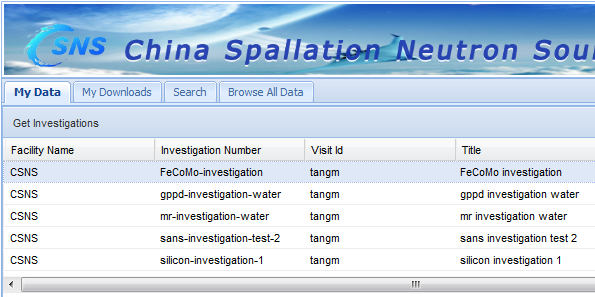 CSNS China Spallation Neutron Sou
My Data My Downloads Search Browse All Data
Get Investigations
Facility Name Investigation Number Visit Id Title
CSNS FeCoMo-investigation tangm FeCoMo investigation
CSNS gppd-investigation-water tangm gppd investigation water
CSNS mr-investigation-water tangm mr investigation water
CSNS sans-investigation-test-2 tangm sans investigation test 2
CSNS silicon-investigation-1 tangm silicon investigation 1